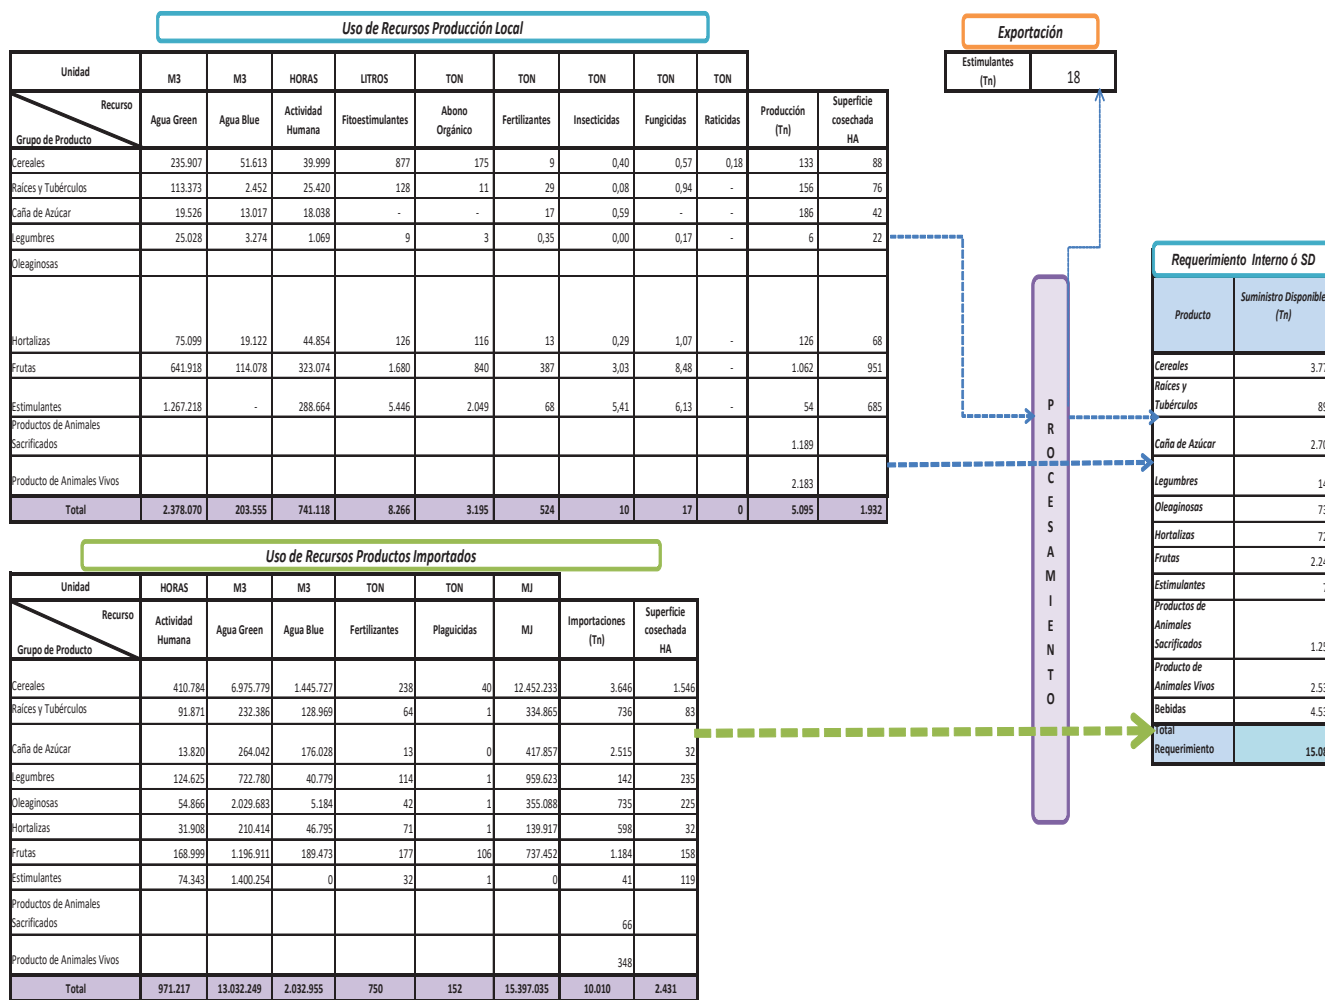 Uso de Recursos Producción Local
Unidad M3 M3 HORAS LITROS TON TON TON TON TON
Recurso
Grupo de Producto
Agua Green Agua Blue Actividad Humana Fitoestimulantes Abono Orgánico Fertilizantes Insecticidas Fungicidas Raticidas Producción (Tn) Superficie cosechada HA
Cereales 235.907 51.613 39.999 877 175 9 0,40 0,57 0,18 133 88
Raíces y Tubérculos 113.373 2.452 25.420 128 11 29 0,08 0,94 - 156 76
Caña de Azúcar 19.526 13.017 18.038 - - 17 0,59 - - 186 42
Legumbres 25.028 3.274 1.069 9 3 0,35 0,00 0,17 - 6 22
Oleaginosas
Hortalizas 75.099 19.122 44.854 126 116 13 0,29 1,07 - 126 68
Frutas 641.918 114.078 323.074 1.680 840 387 3,03 8,48 - 1.062 951
Estimulantes 1.267.218 - 288.664 5.446 2.049 68 5,41 6,13 - 54 685
Productos de Animales
Sacrificados 1.189
Producto de Animales Vivos 2.183
Total 2.378.070 203.555 741.118 8.266 3.195 524 10 17 0 5.095 1.932
Exportación
Estimulantes (Tn) 18
PROCESAMIENTO
Requerimiento Interno ó SD
Producto Suministro Disponible (Tn)
Cereales 3.77
Raíces y
Tubérculos 89
Caña de Azúcar 2.70
Legumbres 14
Oleaginosas 73
Hortalizas 72
Frutas 2.24
Estimulantes 7
Productos de
Animales
Sacrificados 1.25
Producto de
Animales Vivos 2.53
Bebidas 4.53
Total
Requerimiento 15.08
Uso de Recursos Productos Importados
Unidad HORAS M3 M3 TON TON MJ
Recurso
Grupo de Producto
Actividad Humana Agua Green Agua Blue Fertilizantes Plaguicidas MJ Importaciones (Tn) Superficie cosechada HA
Cereales 410.784 6.975.779 1.445.727 238 40 12.452.233 3.646 1.546
Raíces y Tubérculos 91.871 232.386 128.969 64 1 334.865 736 83
Caña de Azúcar 13.820 264.042 176.028 13 0 417.857 2.515 32
Legumbres 124.625 722.780 40.779 114 1 959.623 142 235
Oleaginosas 54.866 2.029.683 5.184 42 1 355.088 735 225
Hortalizas 31.908 210.414 46.795 71 1 139.917 598 32
Frutas 168.999 1.196.911 189.473 177 106 737.452 1.184 158
Estimulantes 74.343 1.400.254 0 32 1 0 41 119
Productos de Animales
Sacrificados 66
Producto de Animales Vivos 348
Total 971.217 13.032.249 2.032.955 750 152 15.397.035 10.010 2.431